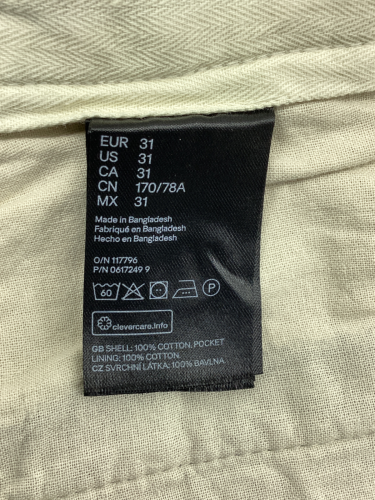 EUR 31
US 31
CA 31
CN 170/78A
MX 31
Made in Bangladesh
Fabriqué en Bangladesh
Hecho en Bangladesh
O/N 117796
P/N 0617249 9
60 P
clevercare.info
GB SHELL: 100% COTTON. POCKET
LINING: 100% COTTON
CZ SVRCHNÍ LÁTKA: 100% BAVLNA